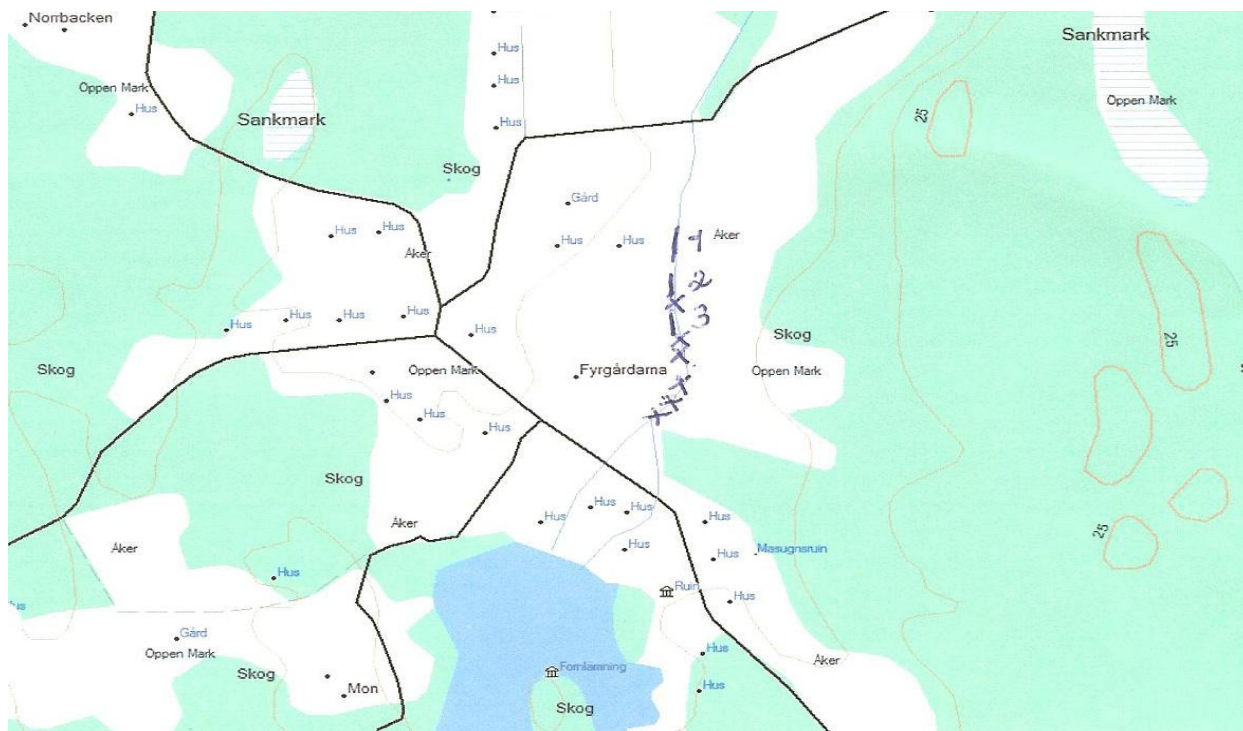 Norrbacken
Sankmark
Hus
Öppen Mark
Öppen Mark
Hus
Hus
Sankmark
25
Hus
Skog
Gård
Hus
Hus
Hus
Hus
1
Åker
Åker
2
Hus
Hus
Hus
3
Hus
Hus
Skog
25
Skog
Öppen Mark
Fyrgårdarna
Öppen Mark
Hus
Hus
Hus
Skog
Hus
Hus
Hus
Hus
Åker
25
Åker
Hus
Masugnsruin
Hus
Hus
Ruin
Hus
Gård
Öppen Mark
Hus
Åker
Skog
Fornlämning
Mon
Hus
Skog